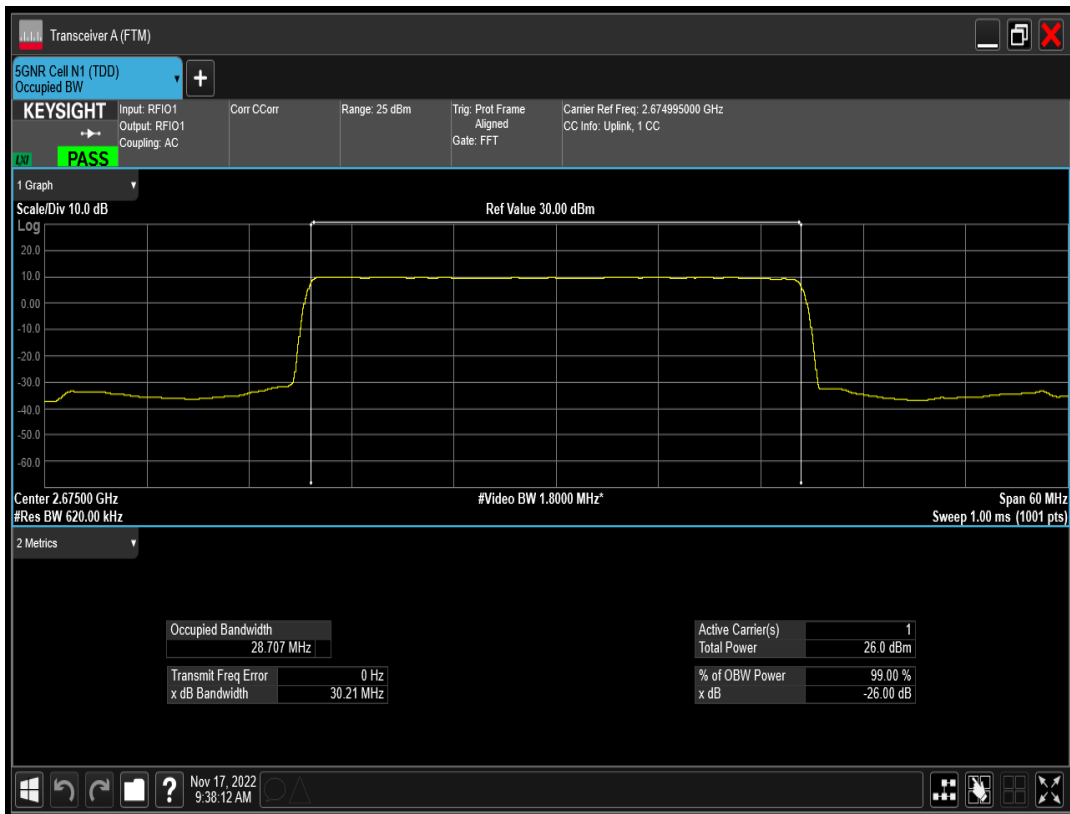 Transceiver A (FTM)
5GNR Cell N1 (TDD)
Occupied BW
+
KEYSIGHT
LXI
PASS
Input: RFIO1
Output: RFIO1
Coupling: AC
Corr CCorr
Range: 25 dBm
Trig: Prot Frame
Aligned
Gate: FFT
Carrier Ref Freq: 2.674995000 GHz
CC Info: Uplink, 1 CC
1 Graph
Scale/Div 10.0 dB
Ref Value 30.00 dBm
Log
20.0
10.0
0.00
-10.0
-20.0
-30.0
-40.0
-50.0
-60.0
Center 2.67500 GHz
#Video BW 1.8000 MHz*
Span 60 MHz
#Res BW 620.00 kHz
Sweep 1.00 ms (1001 pts)
2 Metrics
Occupied Bandwidth
28.707 MHz
Transmit Freq Error 0 Hz
x dB Bandwidth 30.21 MHz
Active Carrier(s) 1
Total Power 26.0 dBm
% of OBW Power 99.00 %
x dB -26.00 dB
?
Nov 17, 2022
9:38:12 AM